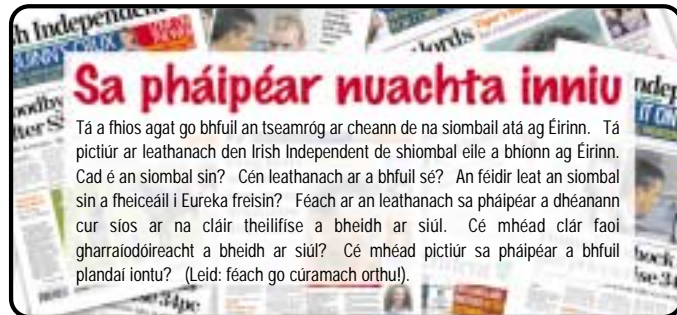 h Independent
Sa pháipéar nuachta inniu
Tá a fhios agat go bhfuil an tseamróg ar cheann de na siombail atá ag Éirinn. Tá
pictiúr ar leathanach den Irish Independent de shiombal eile a bhíonn ag Éirinn.
Cad é an siombal sin? Cén leathanach ar a bhfuil sé? An féidir leat an siombal
sin a fheiceáil i Eureka freisin? Féach ar an leathanach sa pháipéar a dhéanann
cur síos ar na cláir theilifíse a bheidh ar siúl. Cé mhéad clár faoi
gharraíodóireacht a bheidh ar siúl? Cé mhéad pictiúr sa pháipéar a bhfuil
plandaí iontu? (Leid: féach go cúramach orthu!).